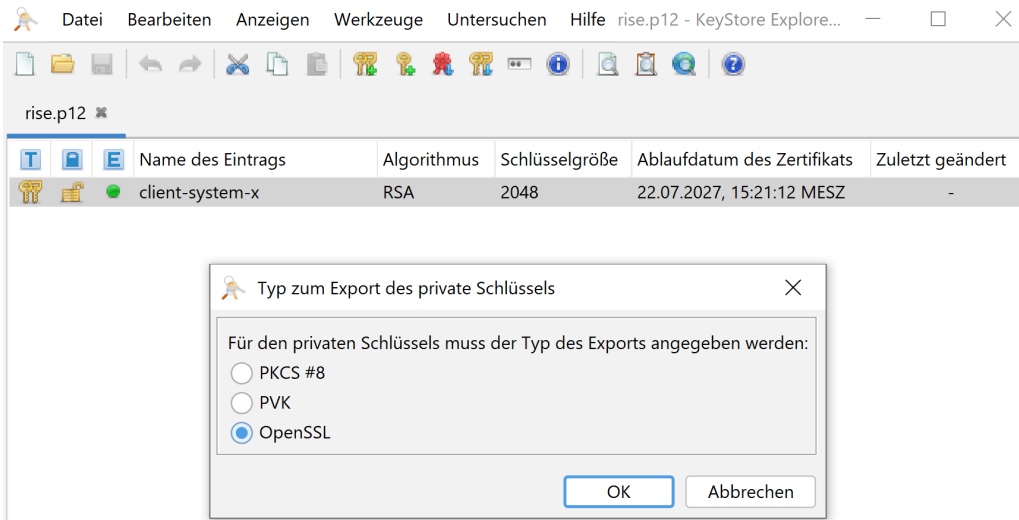 Datei Bearbeiten Anzeigen Werkzeuge Untersuchen Hilfe rise.p12 - KeyStore Explore...
rise.p12
T E Name des Eintrags Algorithmus Schlüsselgröße Ablaufdatum des Zertifikats Zuletzt geändert
client-system-x RSA 2048 22.07.2027, 15:21:12 MESZ -
Typ zum Export des private Schlüssels
Für den privaten Schlüssels muss der Typ des Exports angegeben werden:
PKCS #8
PVK
OpenSSL
OK Abbrechen